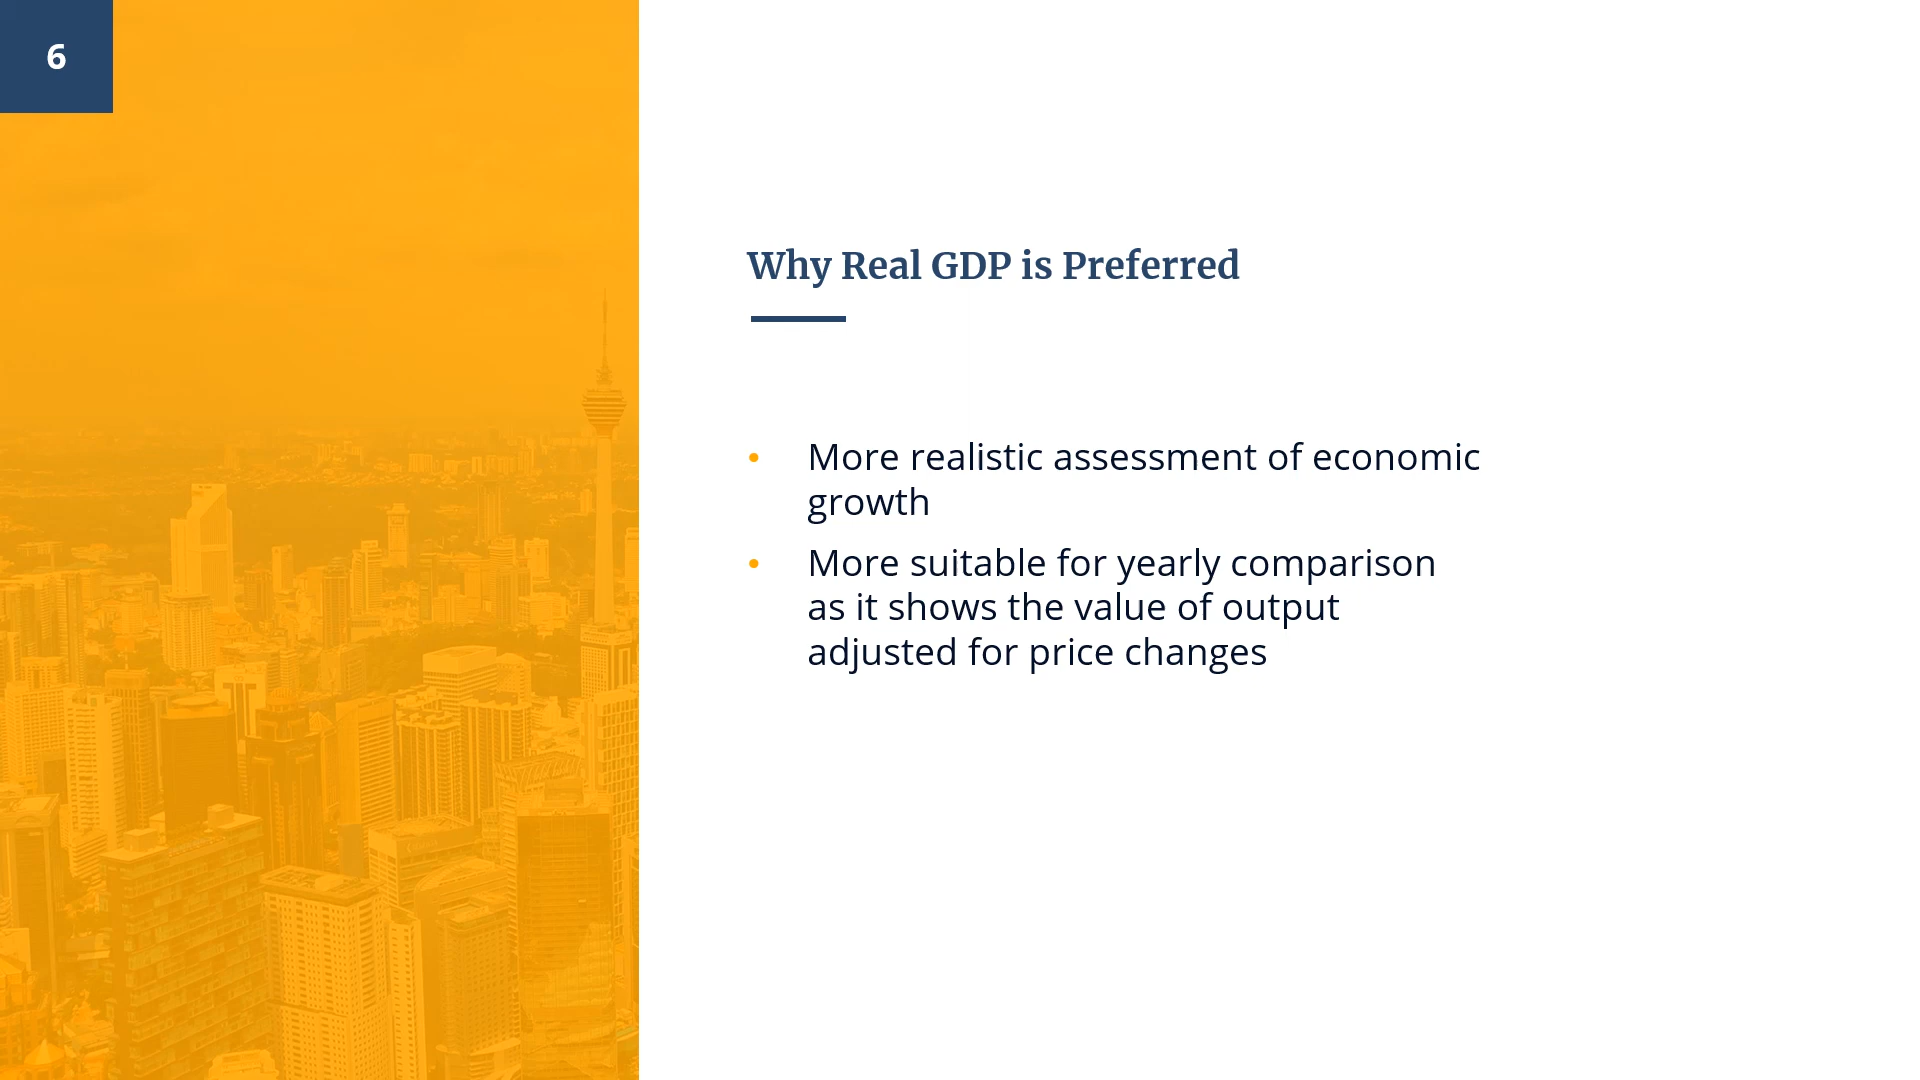 6
Why Real GDP is Preferred
• More realistic assessment of economic
growth
• More suitable for yearly comparison
as it shows the value of output
adjusted for price changes